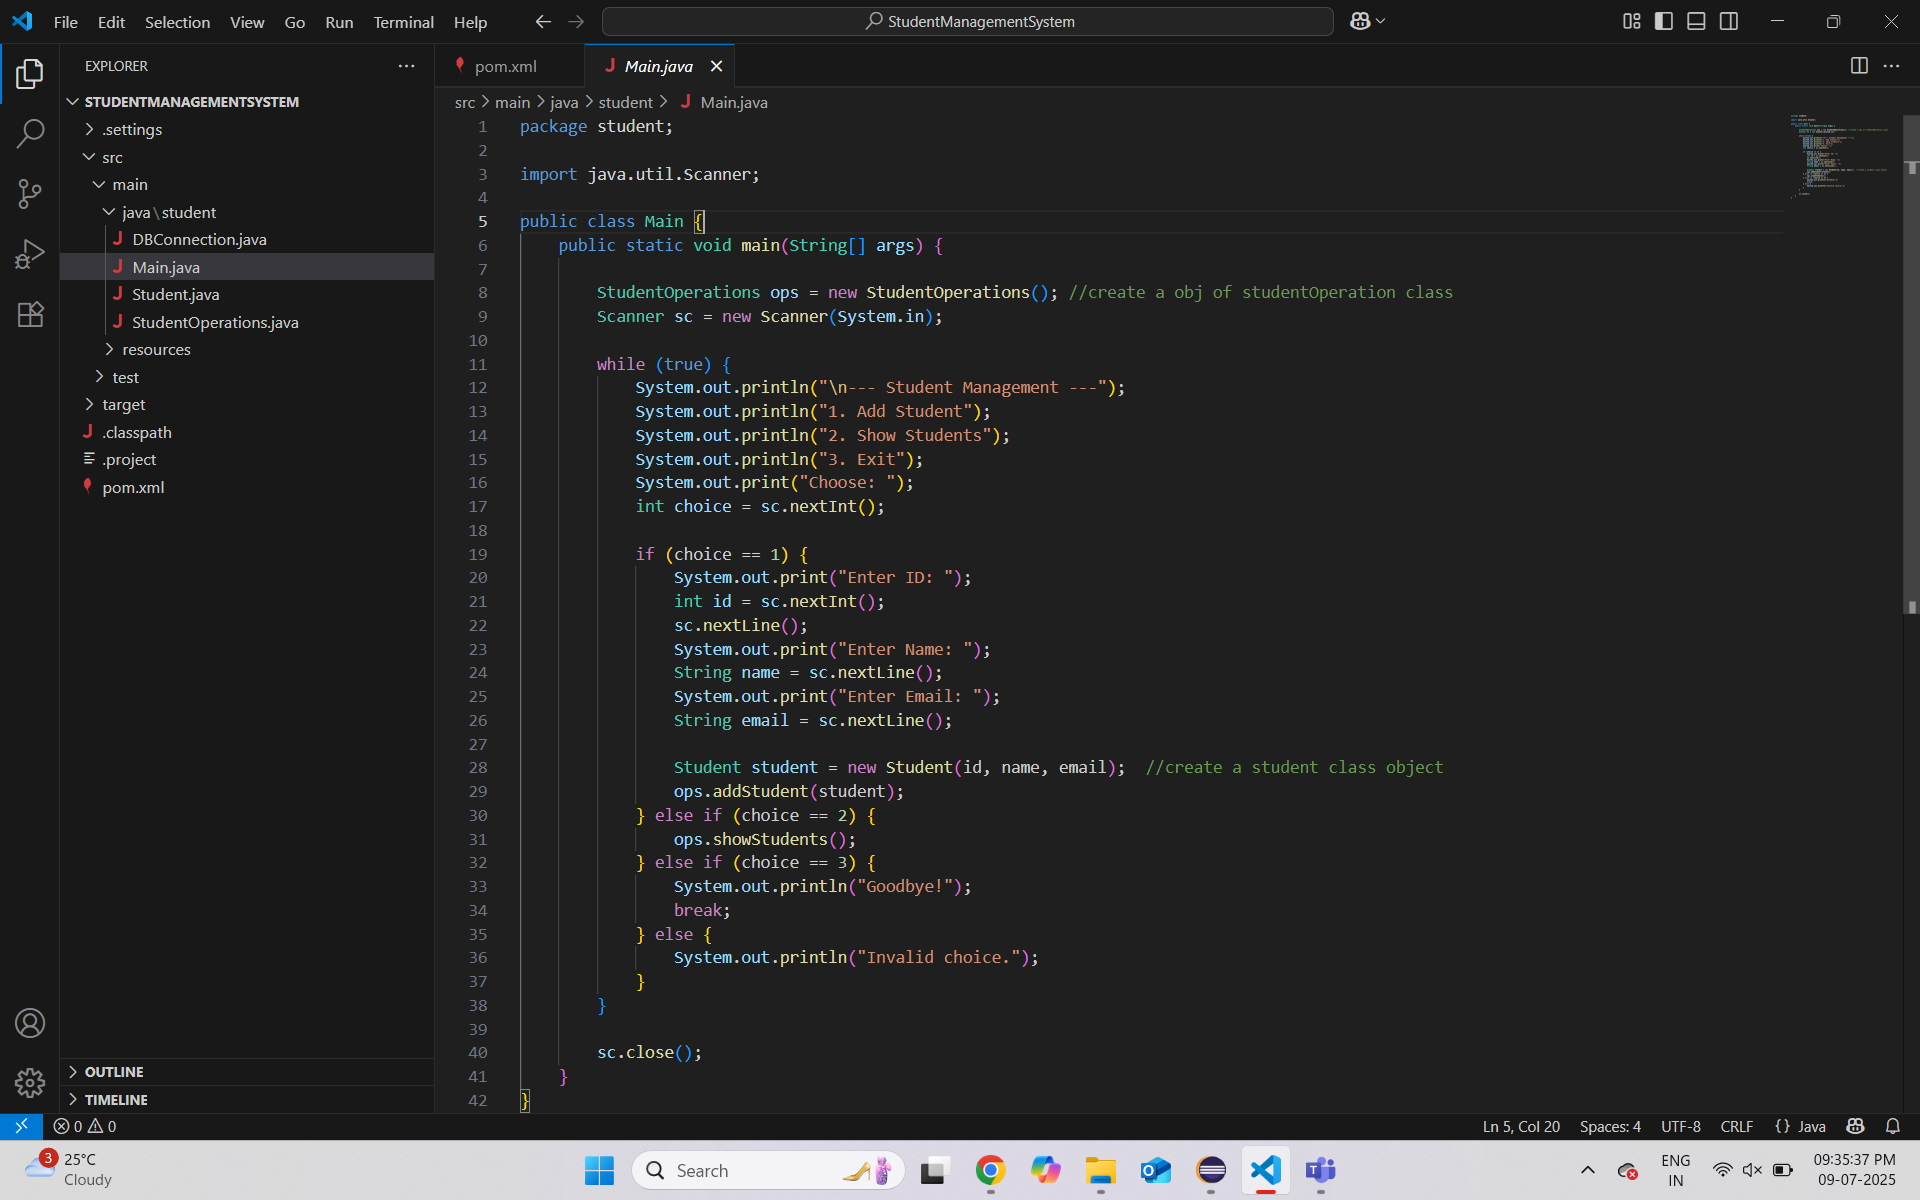 File Edit Selection View Go Run Terminal Help
StudentManagementSystem
EXPLORER
STUDENTMANAGEMENTSYSTEM
.settings
src
main
java\student
DBConnection.java
Main.java
Student.java
StudentOperations.java
resources
test
target
.classpath
.project
pom.xml
OUTLINE
TIMELINE
pom.xml
Main.java
src > main > java > student > Main.java
1 package student;
2
3 import java.util.Scanner;
4
5 public class Main {
6 public static void main(String[] args) {
7
8 StudentOperations ops = new StudentOperations(); //create a obj of studentOperation class
9 Scanner sc = new Scanner(System.in);
10
11 while (true) {
12 System.out.println("\n--- Student Management ---");
13 System.out.println("1. Add Student");
14 System.out.println("2. Show Students");
15 System.out.println("3. Exit");
16 System.out.print("Choose: ");
17 int choice = sc.nextInt();
18
19 if (choice == 1) {
20 System.out.print("Enter ID: ");
21 int id = sc.nextInt();
22 sc.nextLine();
23 System.out.print("Enter Name: ");
24 String name = sc.nextLine();
25 System.out.print("Enter Email: ");
26 String email = sc.nextLine();
27
28 Student student = new Student(id, name, email); //create a student class object
29 ops.addStudent(student);
30 } else if (choice == 2) {
31 ops.showStudents();
32 } else if (choice == 3) {
33 System.out.println("Goodbye!");
34 break;
35 } else {
36 System.out.println("Invalid choice.");
37 }
38 }
39
40 sc.close();
41 }
42 }
0 0
Ln 5, Col 20 Spaces: 4 UTF-8 CRLF {} Java
3
25°C
Cloudy
Search
ENG
IN
09:35:37 PM
09-07-2025